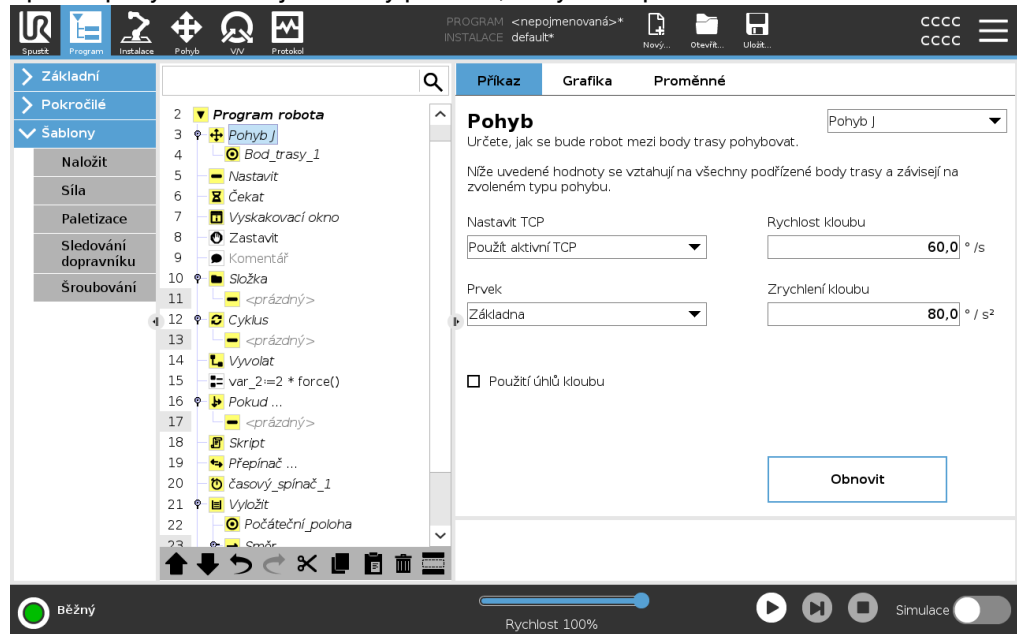 PROGRAM <nepojmenovaná>*
INSTALACE default*
Spustit Program Instalace Pohyb V/V Protokol
Nový... Otevřít... Uložit...
CCCC
CCCC
Základní
Pokročilé
Šablony
Naložit
Síla
Paletizace
Sledování
dopravníku
Šroubování
2 Program robota
3 Pohyb J
4 Bod_trasy_1
5 Nastavit
6 Čekat
7 Vyskakovací okno
8 Zastavit
9 Komentář
10 Složka
11 <prázdný>
12 Cyklus
13 <prázdný>
14 Vyvolat
15 var_2:=2 * force()
16 Pokud ...
17 <prázdný>
18 Skript
19 Přepínač ...
20 časový_spínač_1
21 Vyložit
22 Počáteční_poloha
23 Směr
Příkaz Grafika Proměnné
Pohyb
Pohyb J
Určete, jak se bude robot mezi body trasy pohybovat.
Níže uvedené hodnoty se vztahují na všechny podřízené body trasy a závisejí na
zvoleném typu pohybu.
Nastavit TCP Rychlost kloubu
Použít aktivní TCP 60,0 ° /s
Prvek Zrychlení kloubu
Základna 80,0 ° / s²
Použití úhlů kloubu
Obnovit
Běžný
Rychlost 100%
Simulace